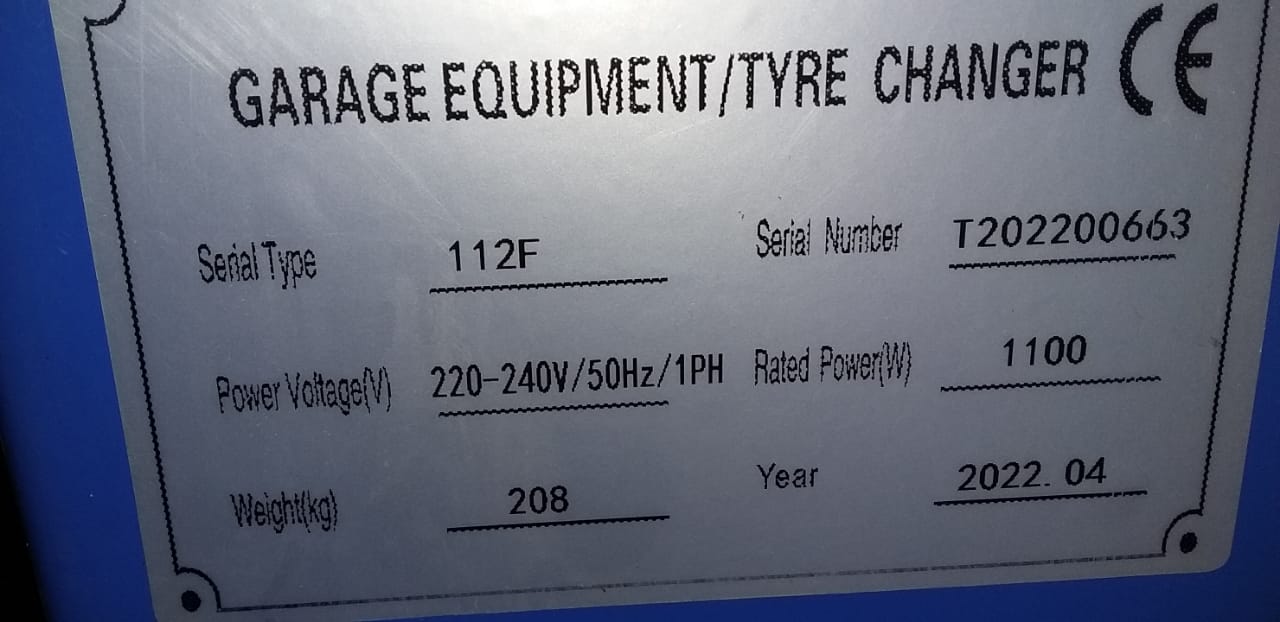 GARAGE EQUIPMENT/TYRE CHANGER CE
Serial Type 112F Serial Number T202200663
Power Voltage(V) 220-240V/50Hz/1PH Rated Power(W) 1100
Weight(kg) 208 Year 2022. 04